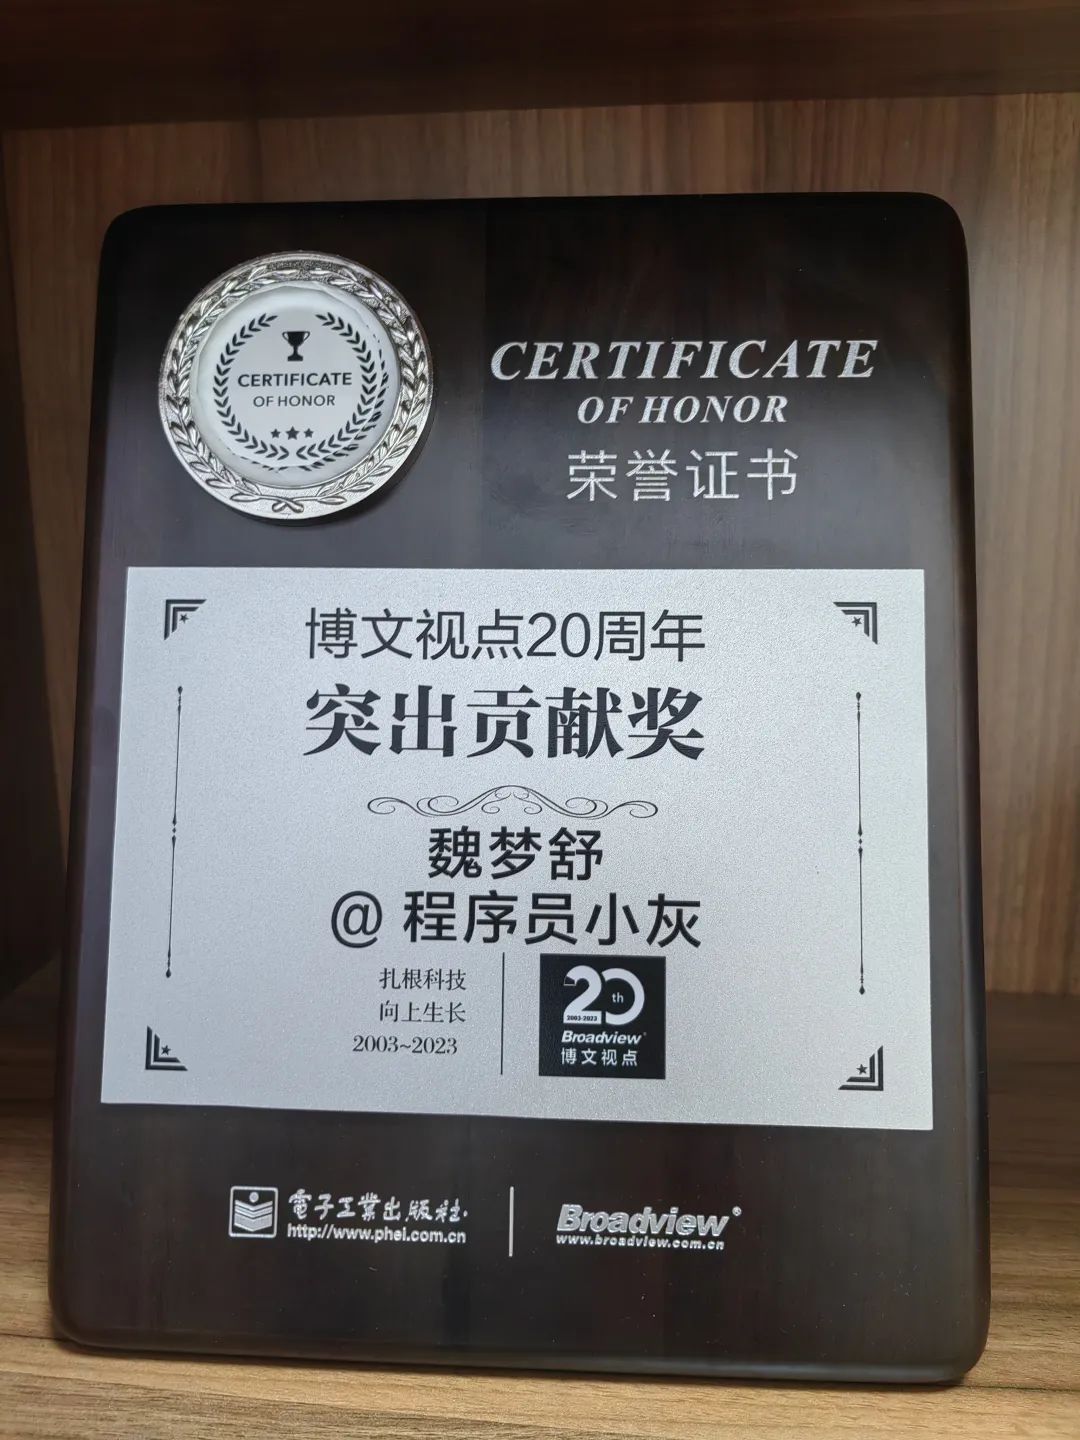 CERTIFICATE
OF HONOR
CERTIFICATE
OF HONOR
荣誉证书
博文视点20周年
突出贡献奖
魏梦舒
@ 程序员小灰
扎根科技
向上生长
2003~2023
20th
2003-2023
Broadview®
博文视点
電子工業出版社.
http://www.phei.com.cn
Broadview®
www.broadview.com.cn